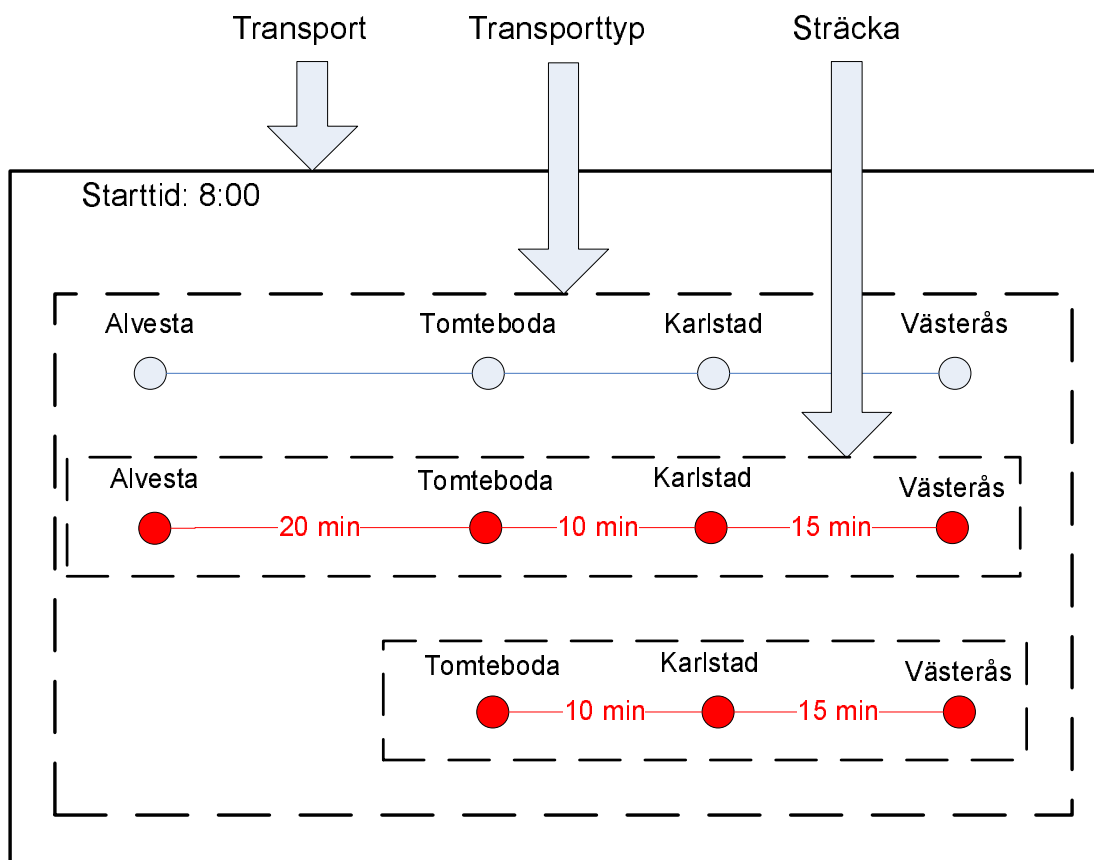 Transport Transporttyp Sträcka
Starttid: 8:00
Alvesta Tomteboda Karlstad Västerås
Alvesta Tomteboda Karlstad Västerås
20 min 10 min 15 min
Tomteboda Karlstad Västerås
10 min 15 min